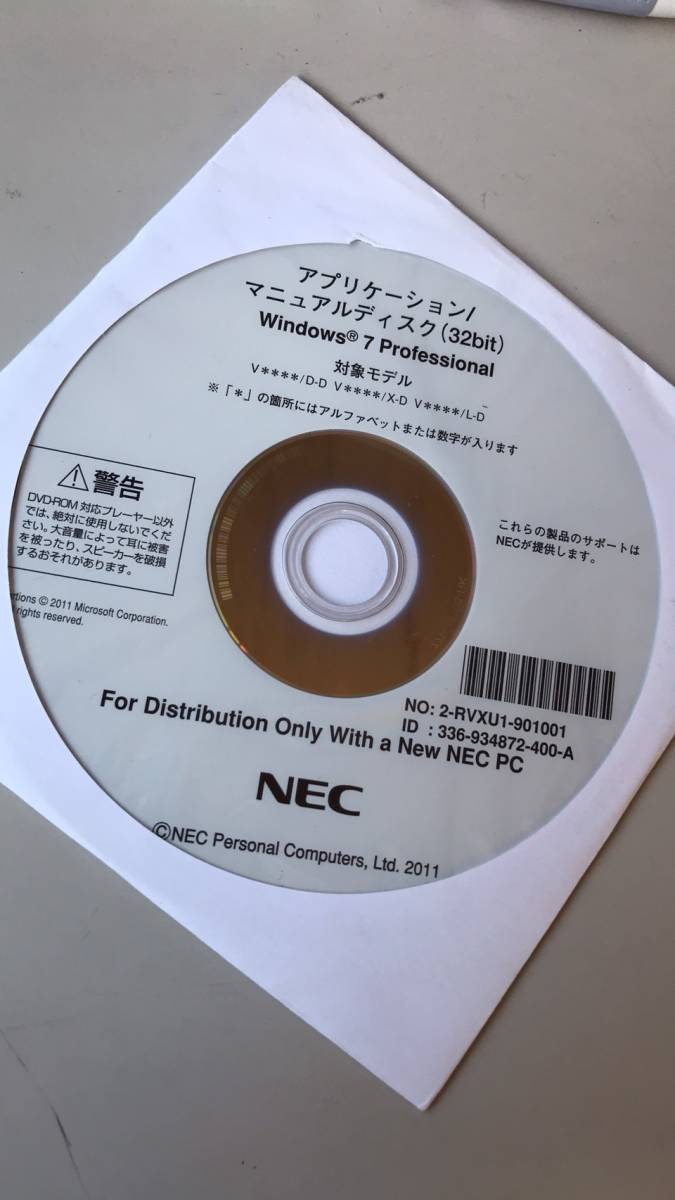 アプリケーション/
マニュアルディスク(32bit)
Windows® 7 Professional
対象モデル
V****/D-D V****/X-D V****/L-D
※「*」の箇所にはアルファベットまたは数字が入ります
警告
DVD-ROM 対応プレーヤー以外
では、絶対に使用しないでくだ
さい。大音量によって耳に被害
を被ったり、スピーカーを破損
するおそれがあります。
© 2011 Microsoft Corporation.
rights reserved.
これらの製品のサポートは
NECが提供します。
NO: 2-RVXU1-901001
ID : 336-934872-400-A
For Distribution Only With a New NEC PC
NEC
©NEC Personal Computers, Ltd. 2011